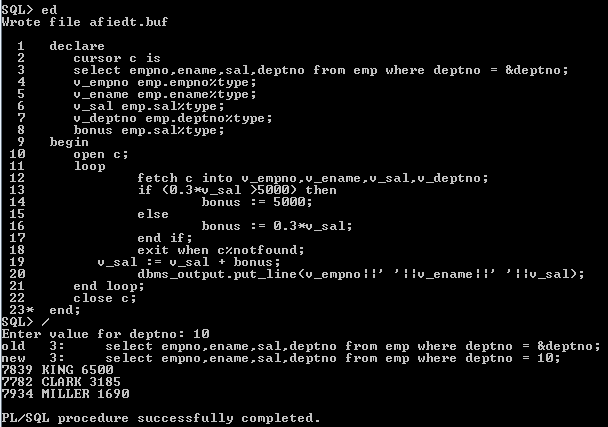 SQL> ed
Wrote file afiedt.buf
1 declare
2 cursor c is
3 select empno,ename,sal,deptno from emp where deptno = &deptno;
4 v_empno emp.empno%type;
5 v_ename emp.ename%type;
6 v_sal emp.sal%type;
7 v_deptno emp.deptno%type;
8 bonus emp.sal%type;
9 begin
10 open c;
11 loop
12 fetch c into v_empno,v_ename,v_sal,v_deptno;
13 if (0.3*v_sal >5000) then
14 bonus := 5000;
15 else
16 bonus := 0.3*v_sal;
17 end if;
18 exit when c%notfound;
19 v_sal := v_sal + bonus;
20 dbms_output.put_line(v_empno||' '||v_ename||' '||v_sal);
21 end loop;
22 close c;
23* end;
SQL> /
Enter value for deptno: 10
old 3: select empno,ename,sal,deptno from emp where deptno = &deptno;
new 3: select empno,ename,sal,deptno from emp where deptno = 10;
7839 KING 6500
7782 CLARK 3185
7934 MILLER 1690
PL/SQL procedure successfully completed.